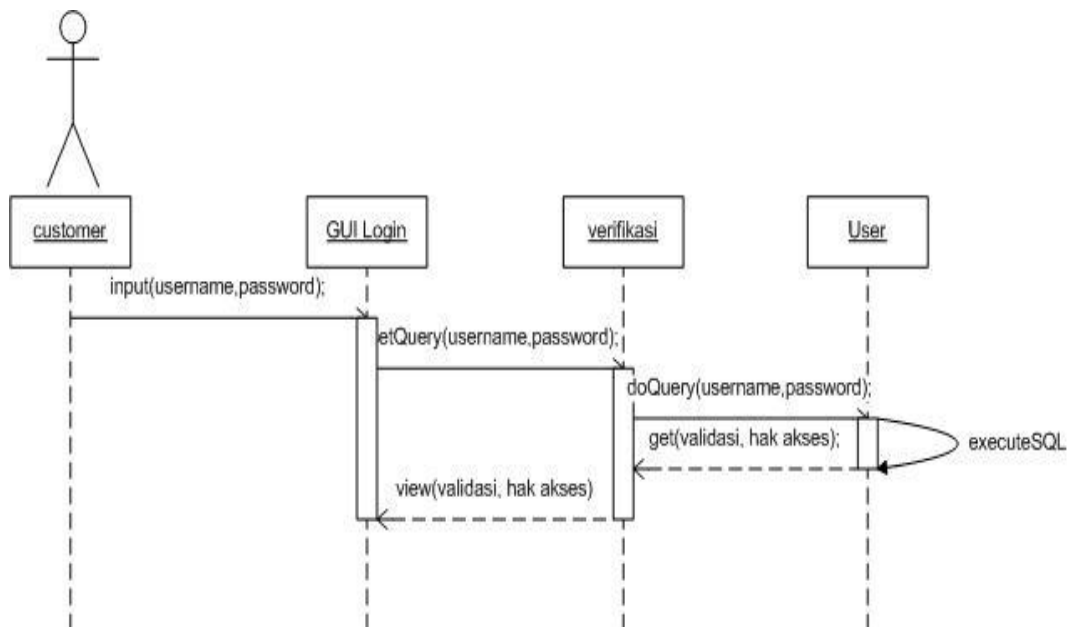 customer
GUI Login
verifikasi
User
input(username,password);
etQuery(username,password);
doQuery(username,password);
get(validasi, hak akses);
executeSQL
view(validasi, hak akses)